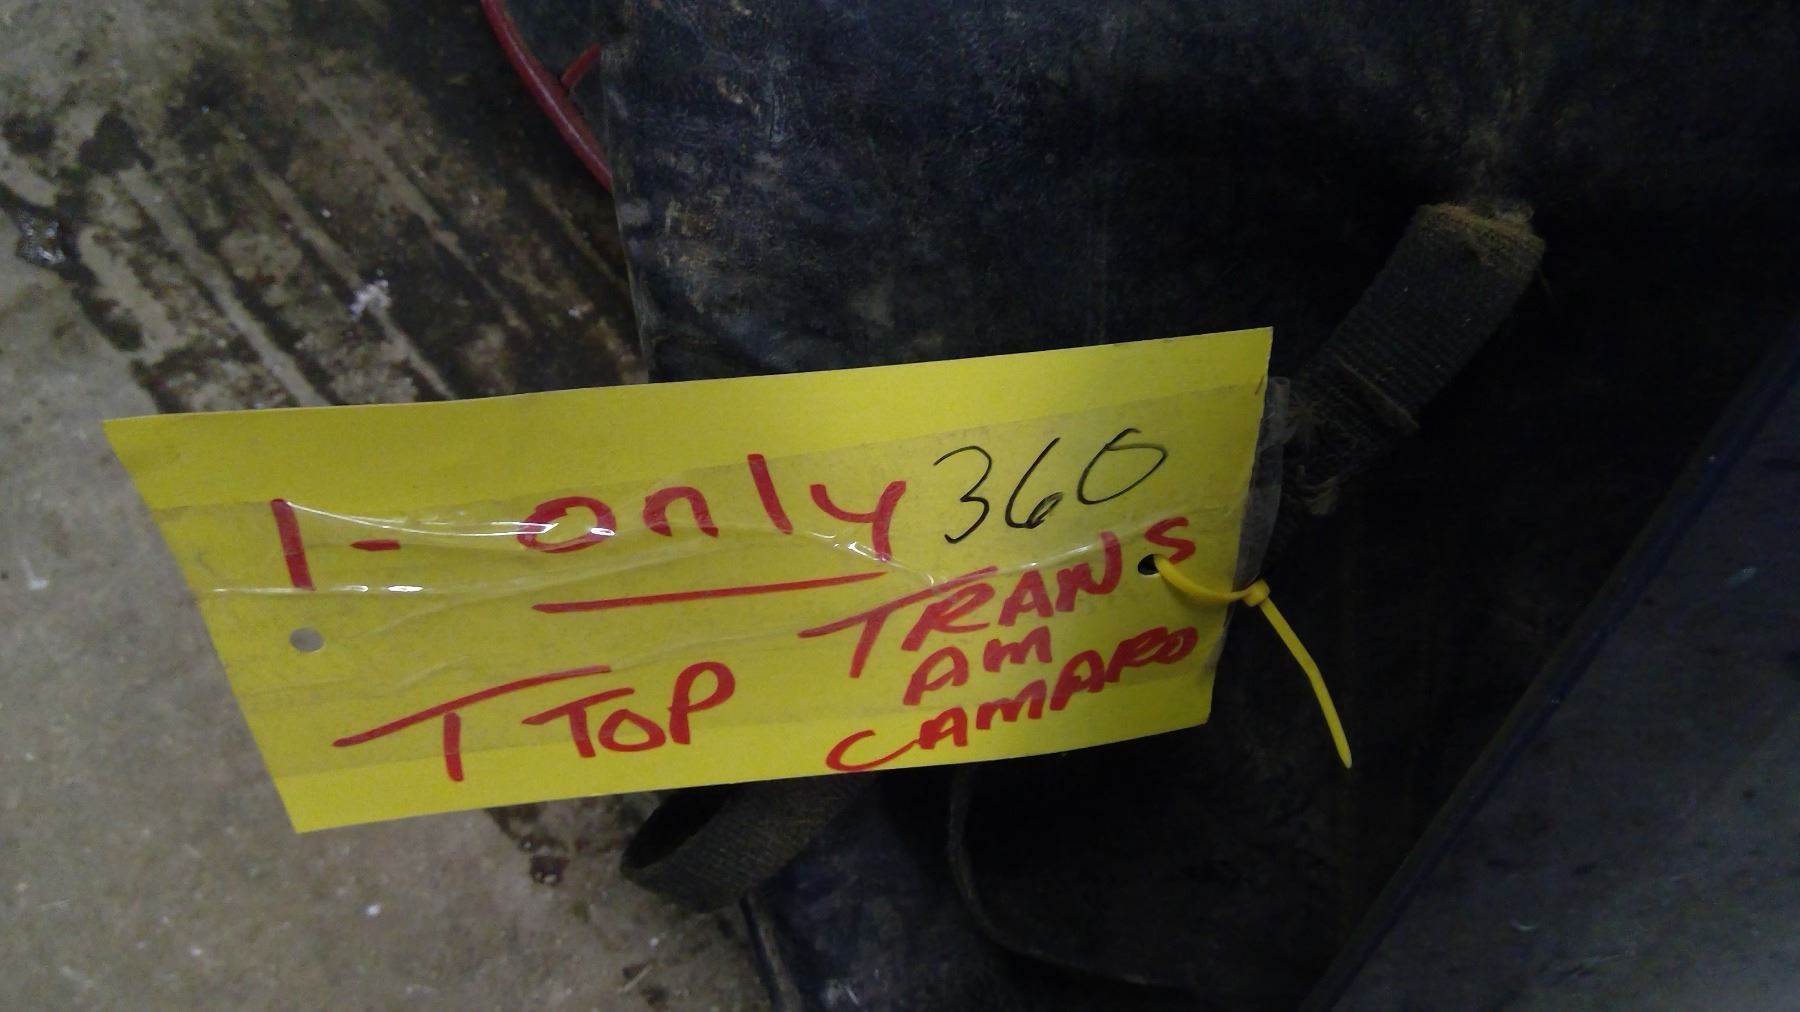 1- only 360
T TOP TRANS
AM
CAMARO